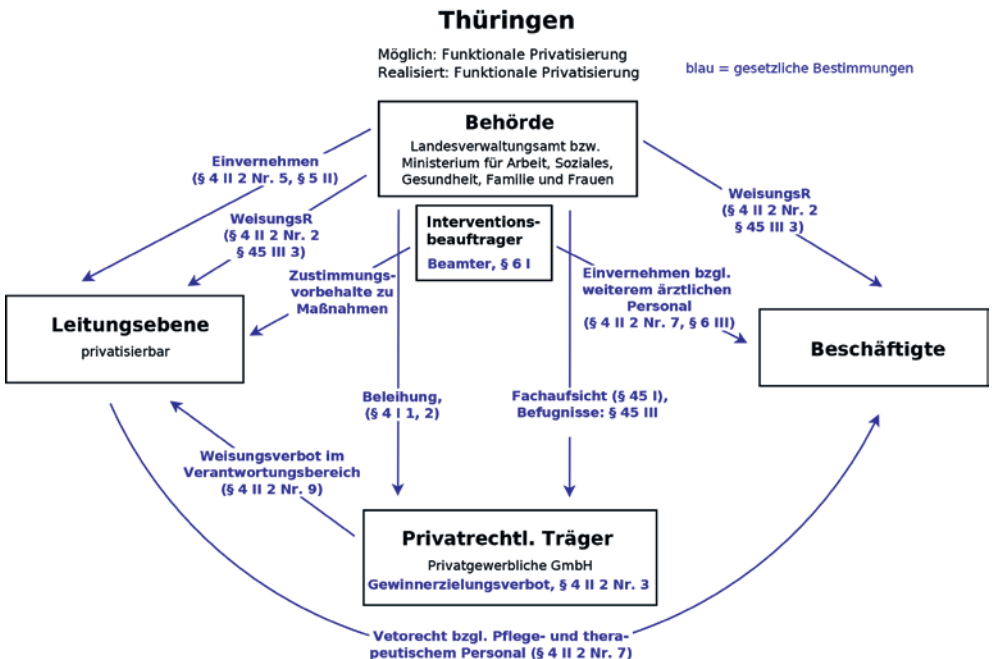 Thüringen
Möglich: Funktionale Privatisierung
Realisiert: Funktionale Privatisierung
blau = gesetzliche Bestimmungen
Behörde
Landesverwaltungsamt bzw.
Ministerium für Arbeit, Soziales,
Gesundheit, Familie und Frauen
Einvernehmen
(§ 4 II 2 Nr. 5, § 5 II)
WeisungsR
(§ 4 II 2 Nr. 2
§ 45 III 3)
WeisungsR
(§ 4 II 2 Nr. 2
§ 45 III 3)
Interventions-
beauftrager
Beamter, § 6 I
Zustimmungs-
vorbehalte zu
Maßnahmen
Einvernehmen bzgl.
weiterem ärztlichen
Personal
(§ 4 II 2 Nr. 7, § 6 III)
Leitungsebene
privatisierbar
Beschäftigte
Beleihung,
(§ 4 I 1, 2)
Fachaufsicht (§ 45 I),
Befugnisse: § 45 III
Weisungsverbot im
Verantwortungsbereich
(§ 4 II 2 Nr. 9)
Privatrechtl. Träger
Privatgewerbliche GmbH
Gewinnerzielungsverbot, § 4 II 2 Nr. 3
Vetorecht bzgl. Pflege- und thera-
peutischem Personal (§ 4 II 2 Nr. 7)